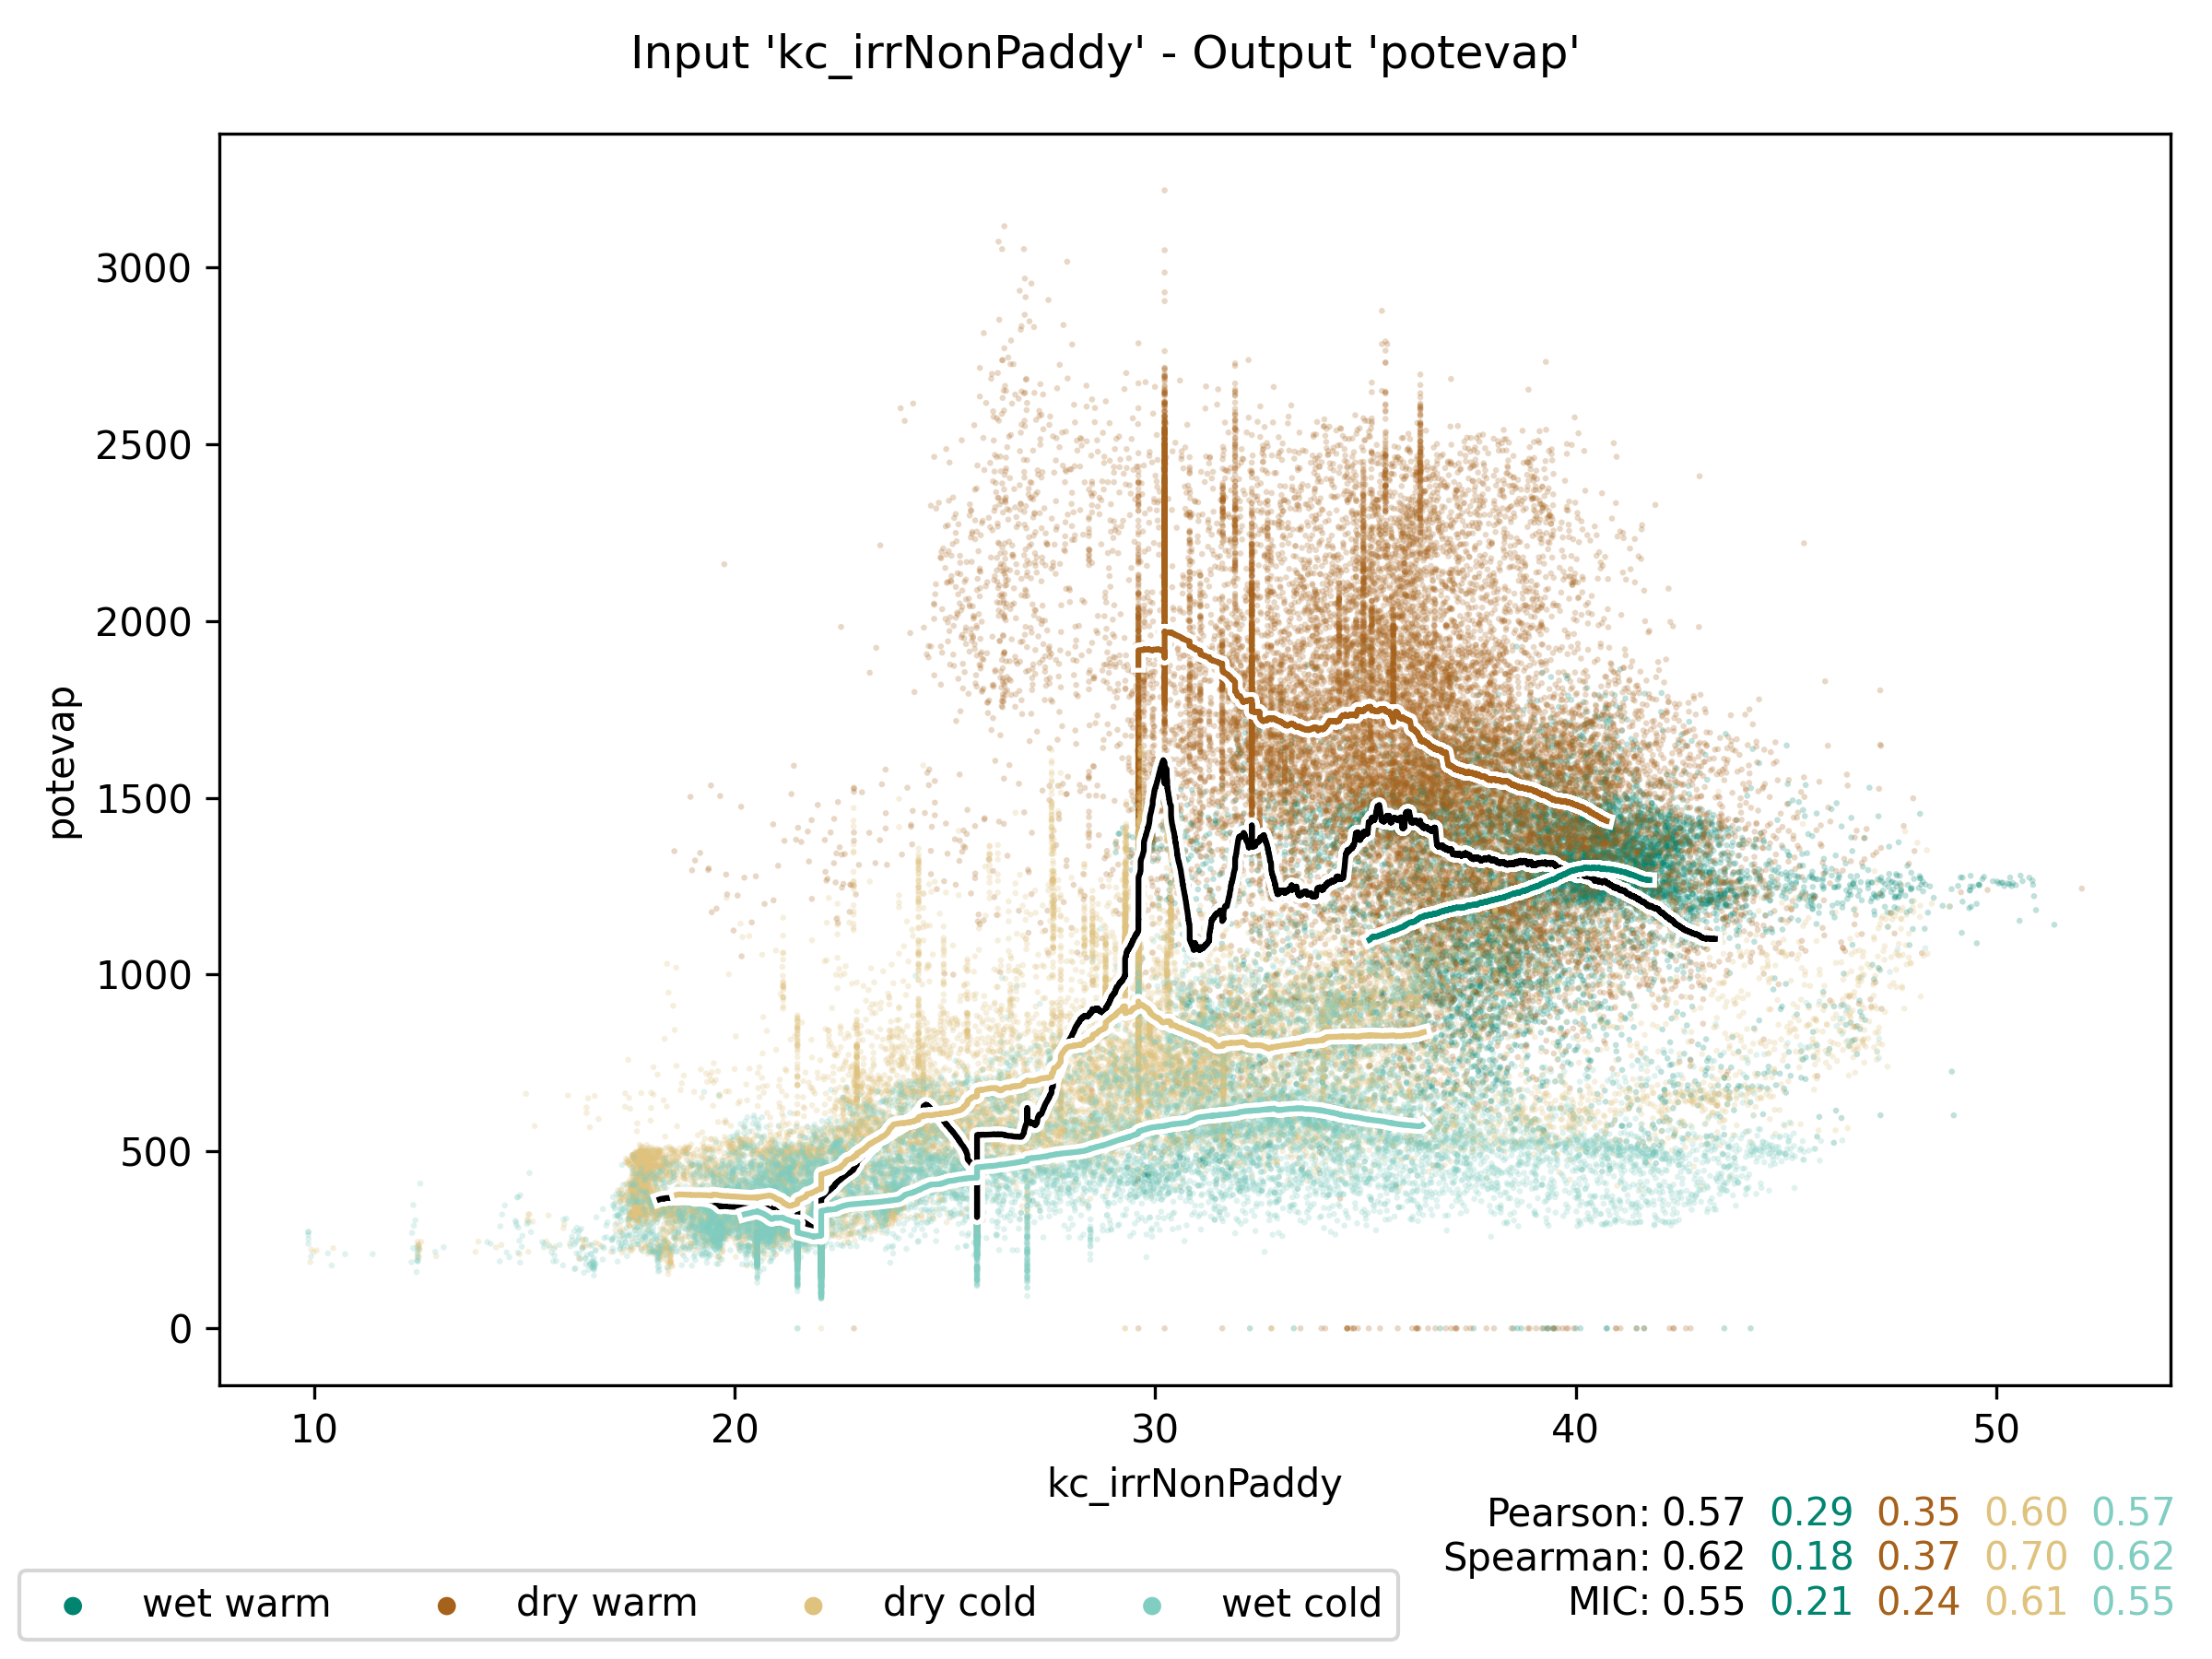 Input 'kc_irrNonPaddy' - Output 'potevap'
3000
2500
2000
1500
1000
500
0
potevap
10 20 30 40 50
kc_irrNonPaddy
Pearson: 0.57 0.29 0.35 0.60 0.57
Spearman: 0.62 0.18 0.37 0.70 0.62
MIC: 0.55 0.21 0.24 0.61 0.55
wet warm dry warm dry cold wet cold